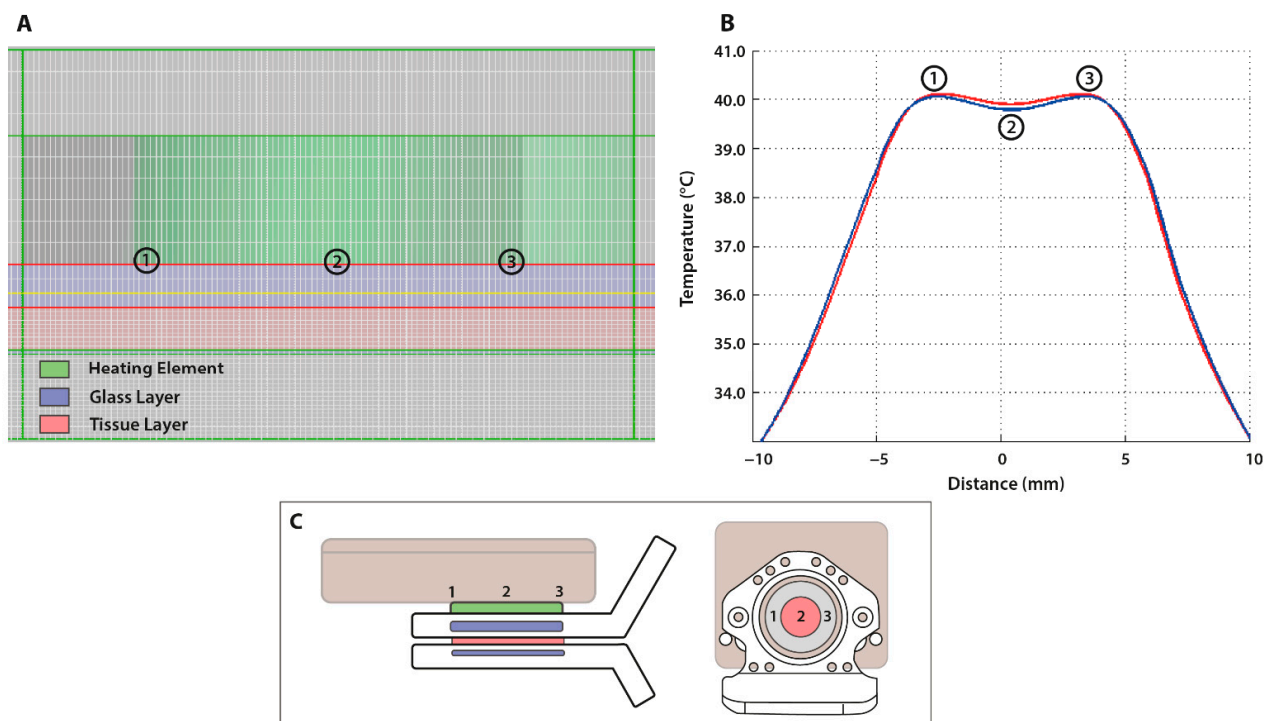 A
1
2
3
Heating Element
Glass Layer
Tissue Layer
B
41.0
40.0
39.0
38.0
37.0
36.0
35.0
34.0
Temperature (°C)
1
2
3
−10
−5
0
5
10
Distance (mm)
C
1 2 3
1 2 3